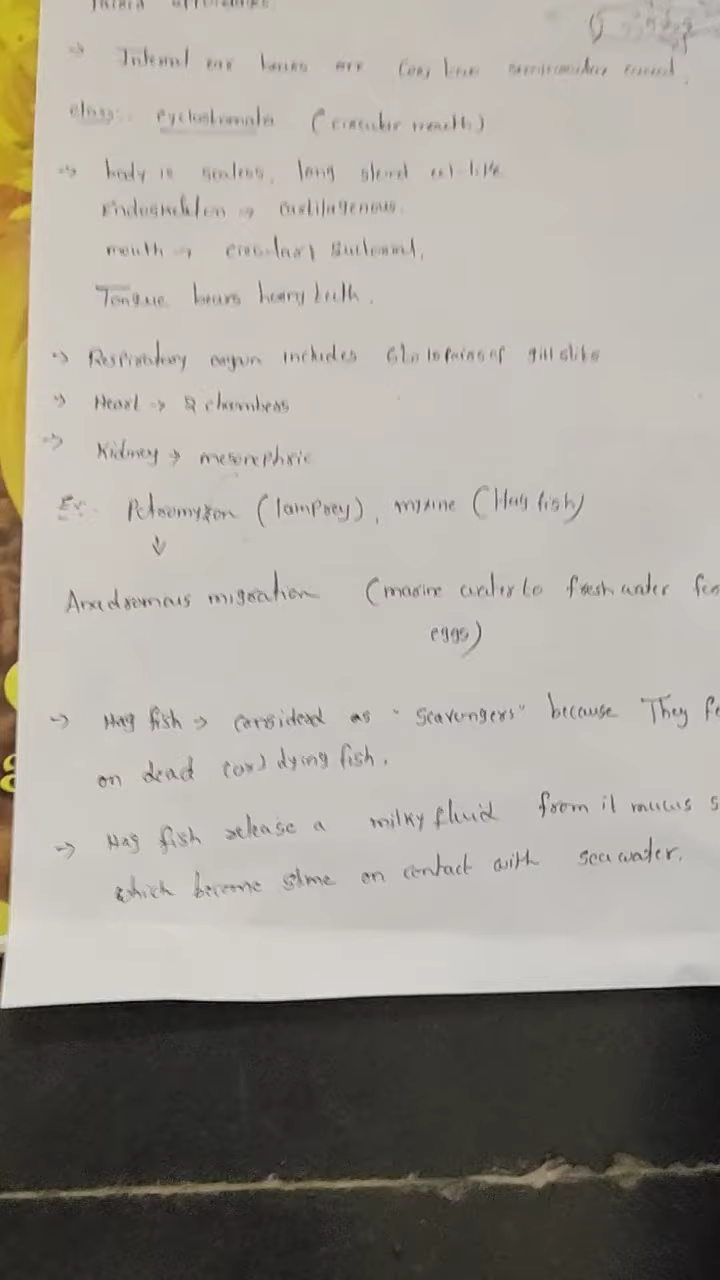 => Internal ear bones are
class:- cyclostomata (circular mouth)
=> body is scaless, long eel-like
Endoskeleton -> cartilagenous.
mouth -> circular, Suctorial,
Tongue bears horny teeth.
=> Respiratory organ includes 6 to 15 pairs of gill slits
=> Heart -> 2 chambers
=> Kidney -> mesonephric
Ex:- Petromyzon (lamprey), myxine (Hag fish)
↓
Anadromous migration (marine water to fresh water
eggs)
-> Hag fish -> considered as "Scavengers" because They
on dead (or) dying fish.
-> Hag fish release a milky fluid from it mucus
which become slime on contact with sea water.